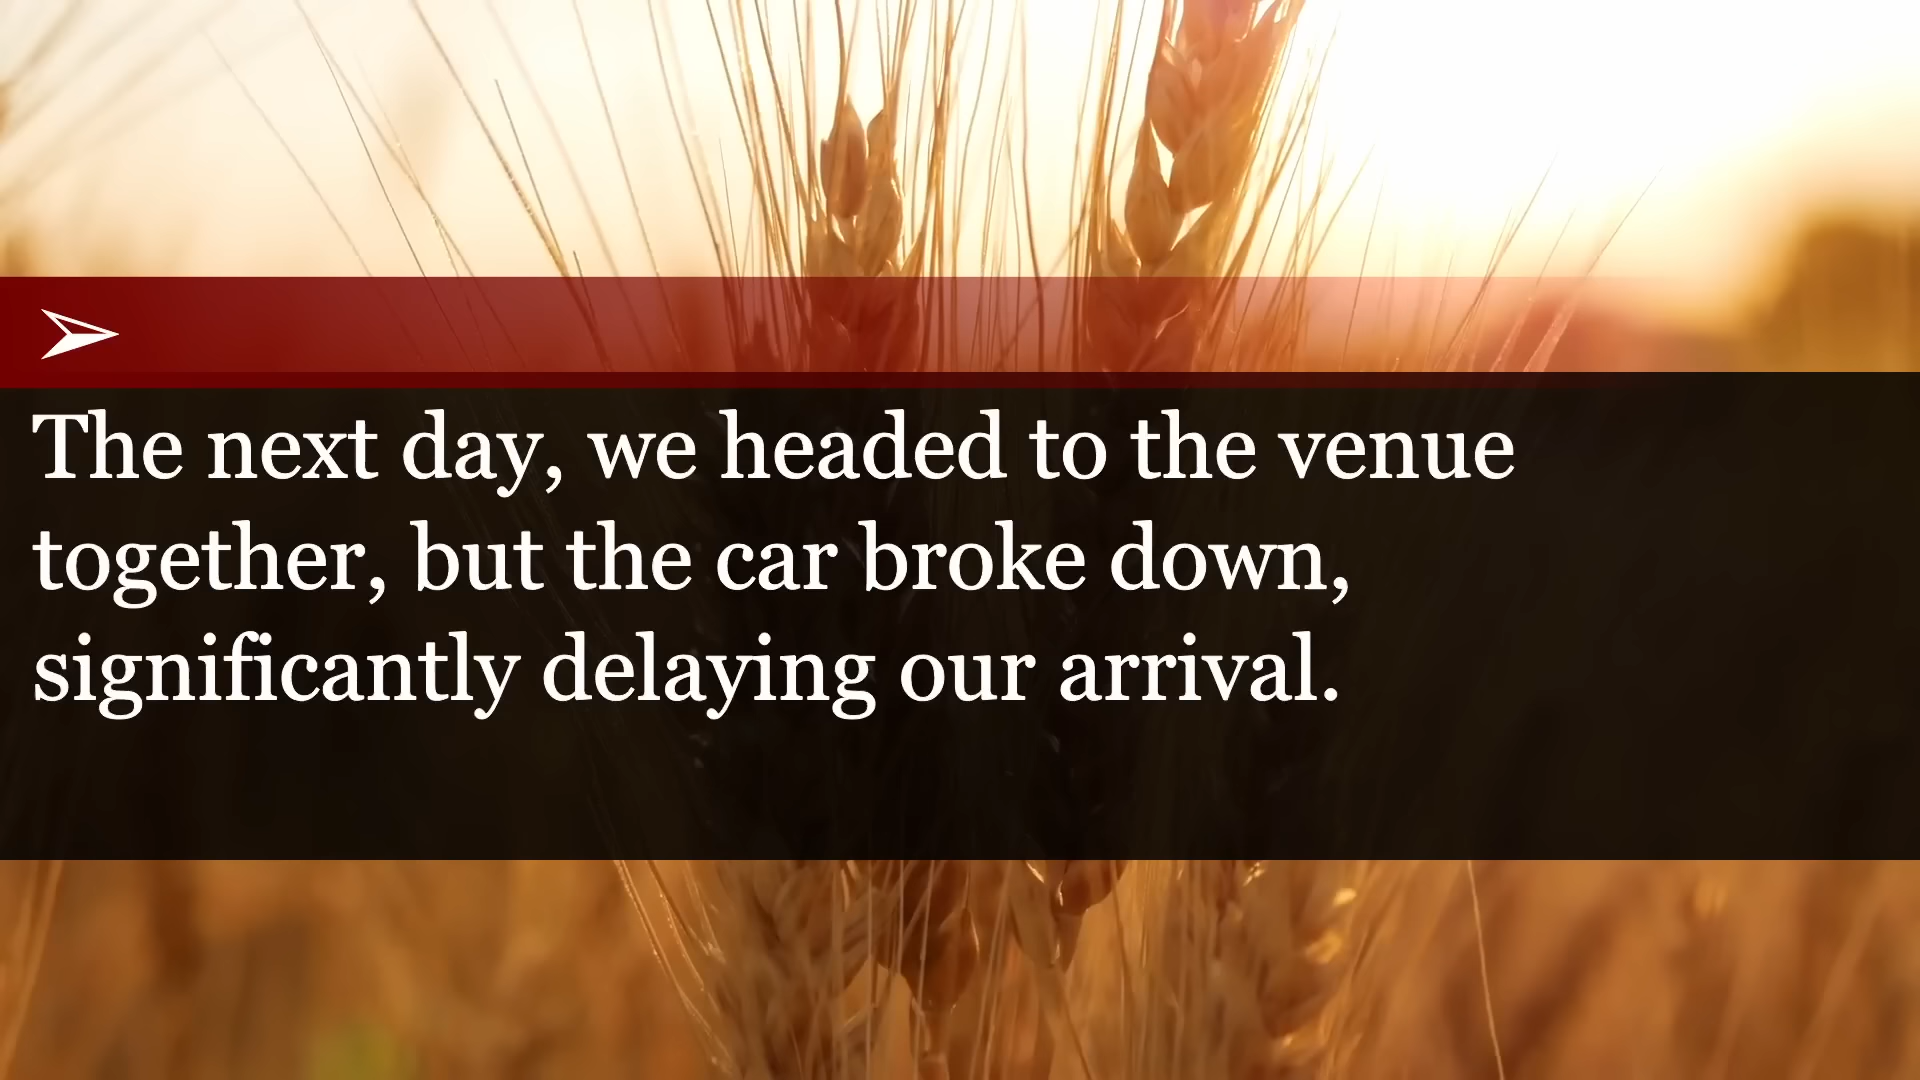 The next day, we headed to the venue
together, but the car broke down,
significantly delaying our arrival.